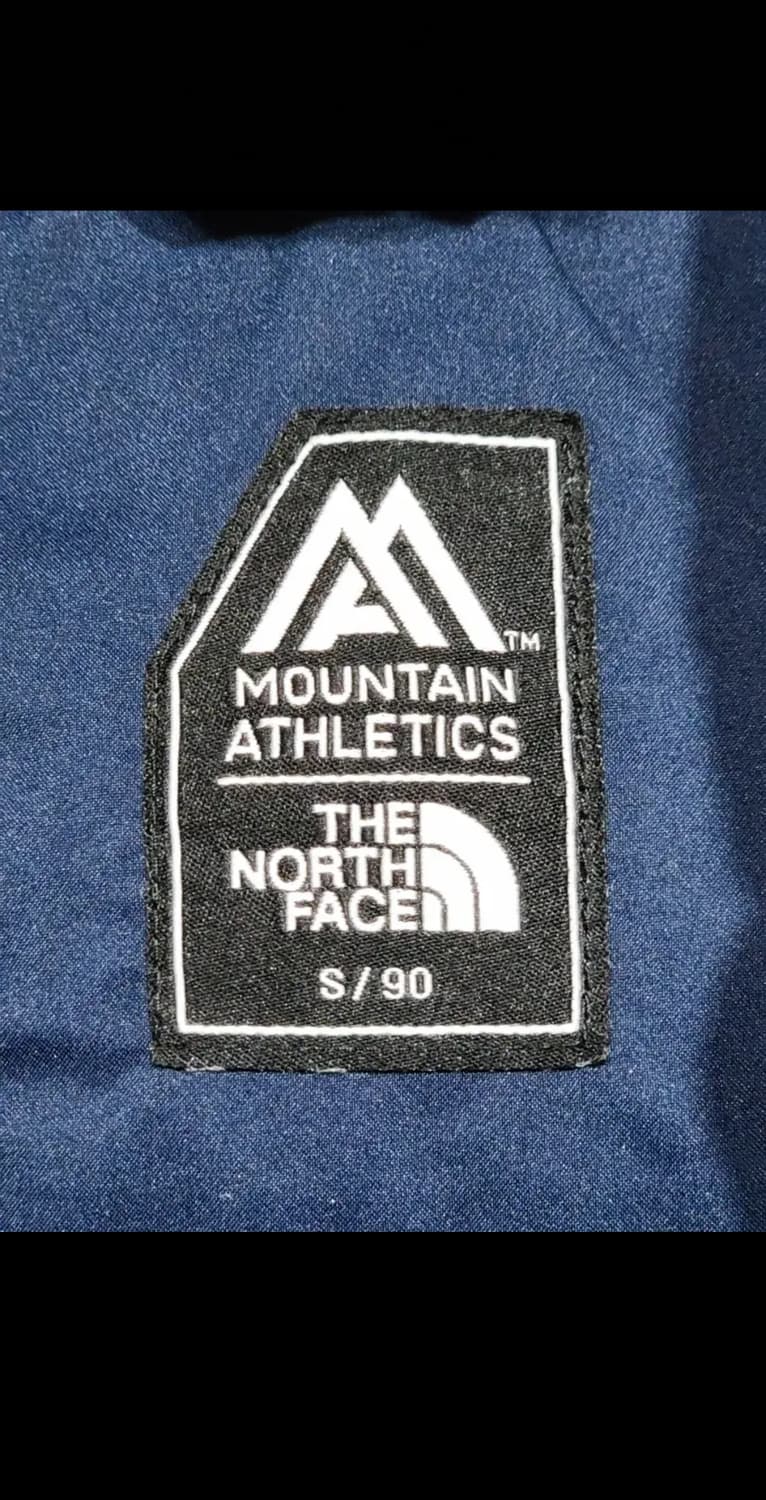 TM
MOUNTAIN
ATHLETICS
THE
NORTH
FACE
S / 90